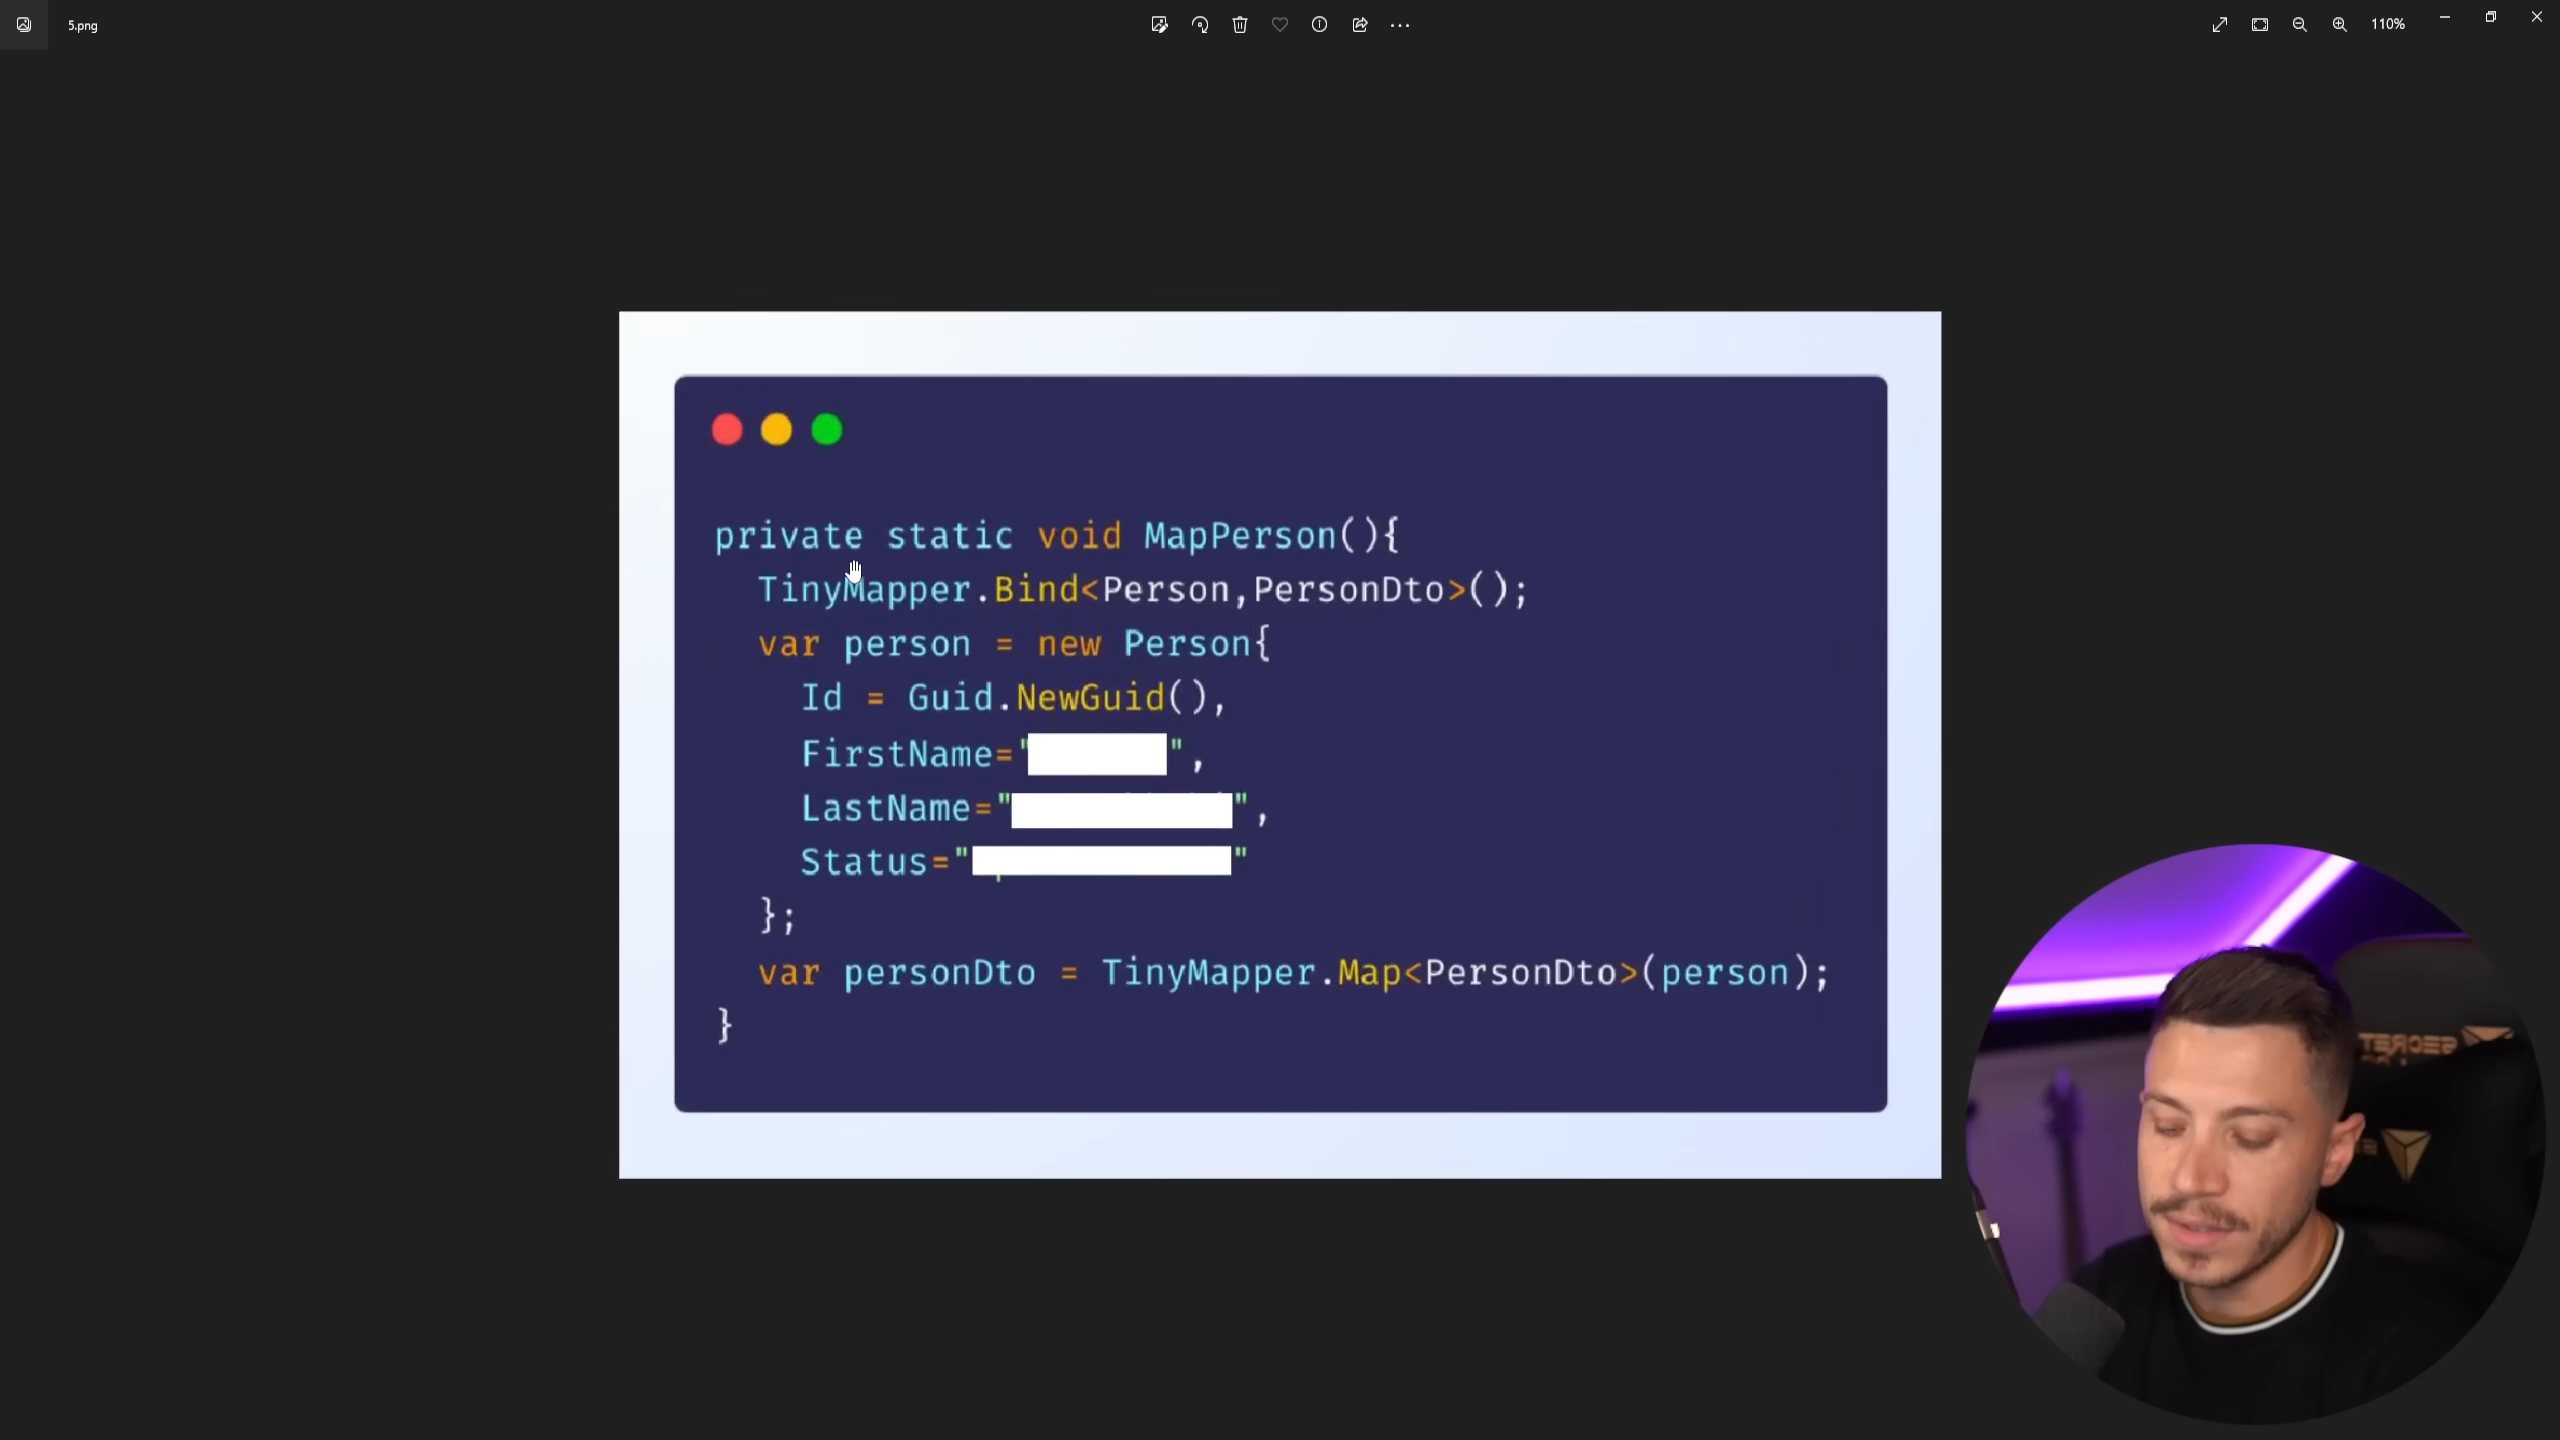 5.png
110%
private static void MapPerson(){
TinyMapper.Bind<Person,PersonDto>();
var person = new Person{
Id = Guid.NewGuid(),
FirstName="",
LastName="",
Status=""
};
var personDto = TinyMapper.Map<PersonDto>(person);
}